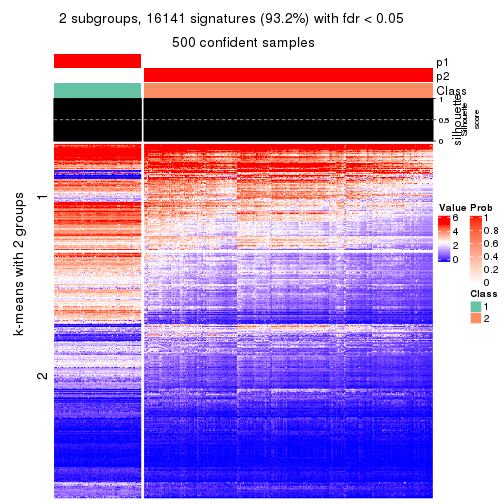 2 subgroups, 16141 signatures (93.2%) with fdr < 0.05
500 confident samples
p1
p2
Class
1
0.5
0
silhouette
Silhouette
score
k-means with 2 groups
1
2
Value
6
4
2
0
Prob
1
0.8
0.6
0.4
0.2
0
Class
1
2